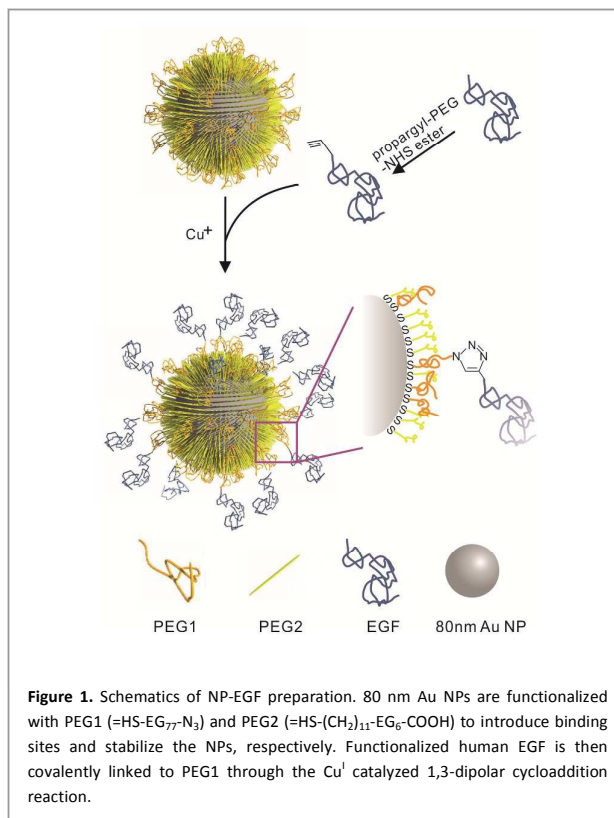 propargyl-PEG
-NHS ester
Cu+
S
S
S
S
S
S
S
S
S
S
S
S
S
S
N
N
N
PEG1
PEG2
EGF
80nm Au NP
Figure 1. Schematics of NP-EGF preparation. 80 nm Au NPs are functionalized
with PEG1 (=HS-EG77-N3) and PEG2 (=HS-(CH2)11-EG6-COOH) to introduce binding
sites and stabilize the NPs, respectively. Functionalized human EGF is then
covalently linked to PEG1 through the CuI catalyzed 1,3-dipolar cycloaddition
reaction.